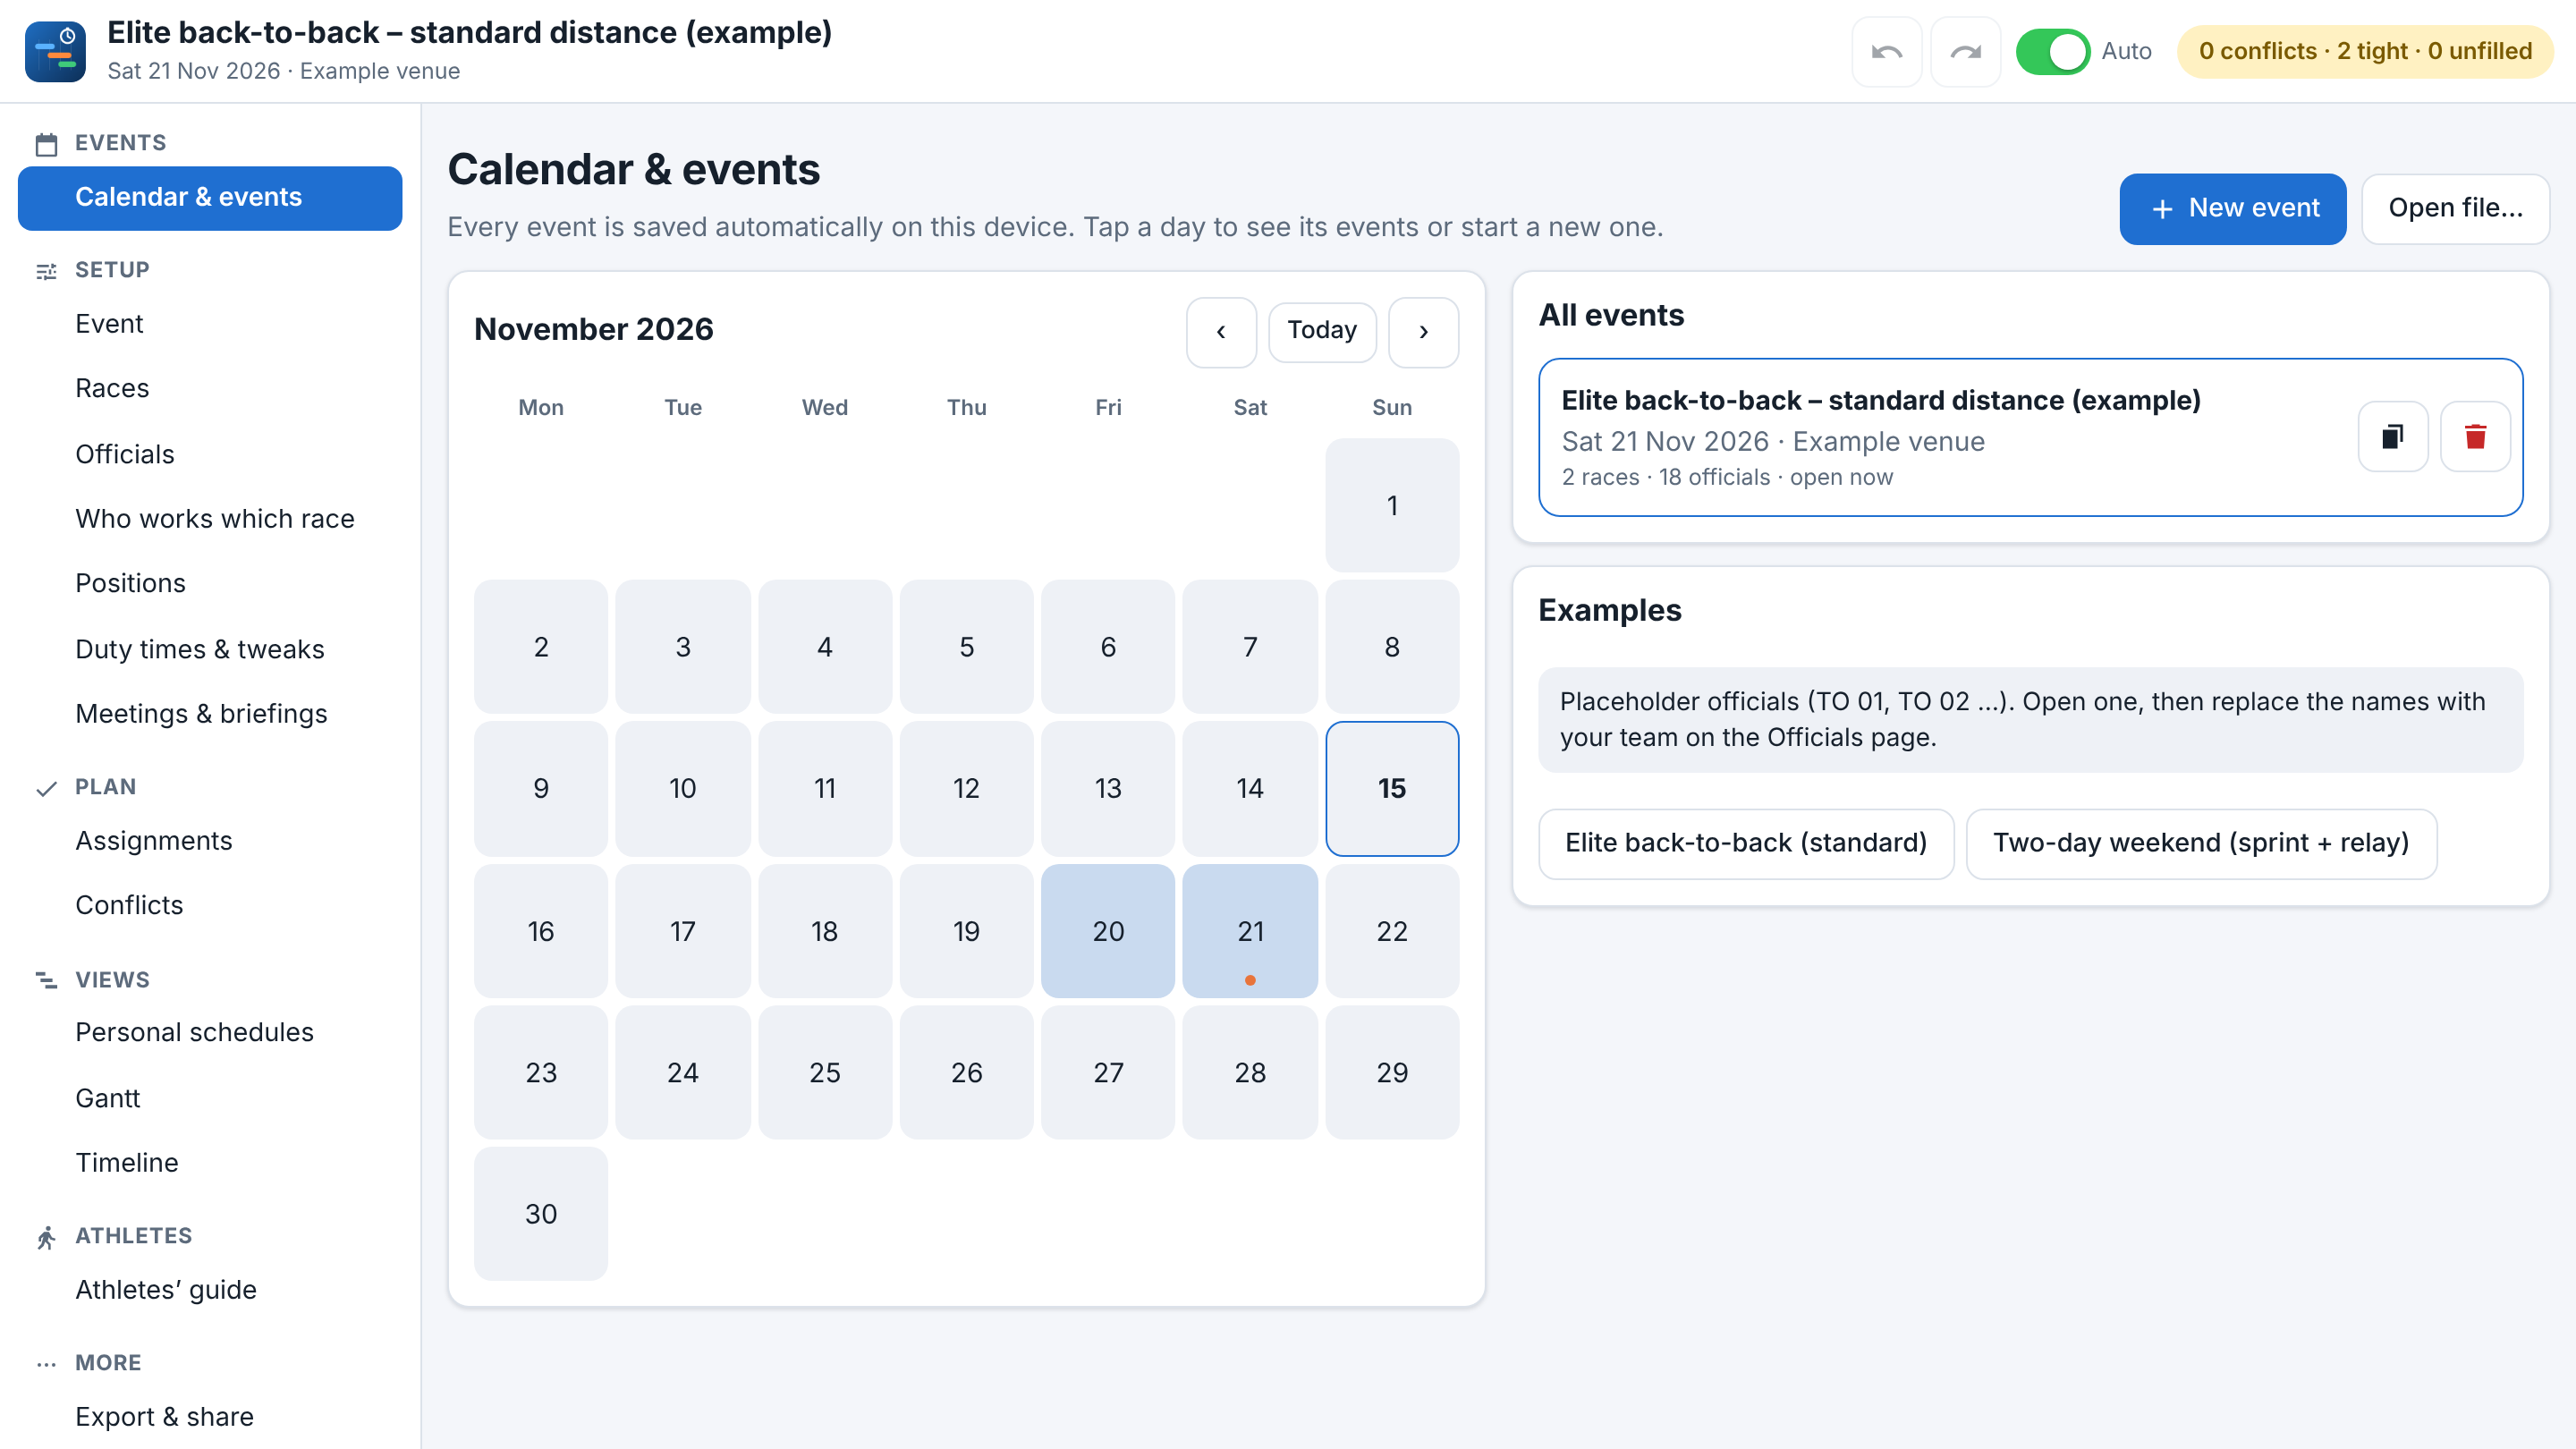 Elite back-to-back – standard distance (example)
Sat 21 Nov 2026 · Example venue
Auto
0 conflicts · 2 tight · 0 unfilled
EVENTS
Calendar & events
SETUP
Event
Races
Officials
Who works which race
Positions
Duty times & tweaks
Meetings & briefings
PLAN
Assignments
Conflicts
VIEWS
Personal schedules
Gantt
Timeline
ATHLETES
Athletes’ guide
MORE
Export & share
Calendar & events
Every event is saved automatically on this device. Tap a day to see its events or start a new one.
+ New event
Open file...
November 2026
‹ Today ›
Mon Tue Wed Thu Fri Sat Sun
1
2 3 4 5 6 7 8
9 10 11 12 13 14 15
16 17 18 19 20 21 22
23 24 25 26 27 28 29
30
All events
Elite back-to-back – standard distance (example)
Sat 21 Nov 2026 · Example venue
2 races · 18 officials · open now
Examples
Placeholder officials (TO 01, TO 02 ...). Open one, then replace the names with
your team on the Officials page.
Elite back-to-back (standard)
Two-day weekend (sprint + relay)